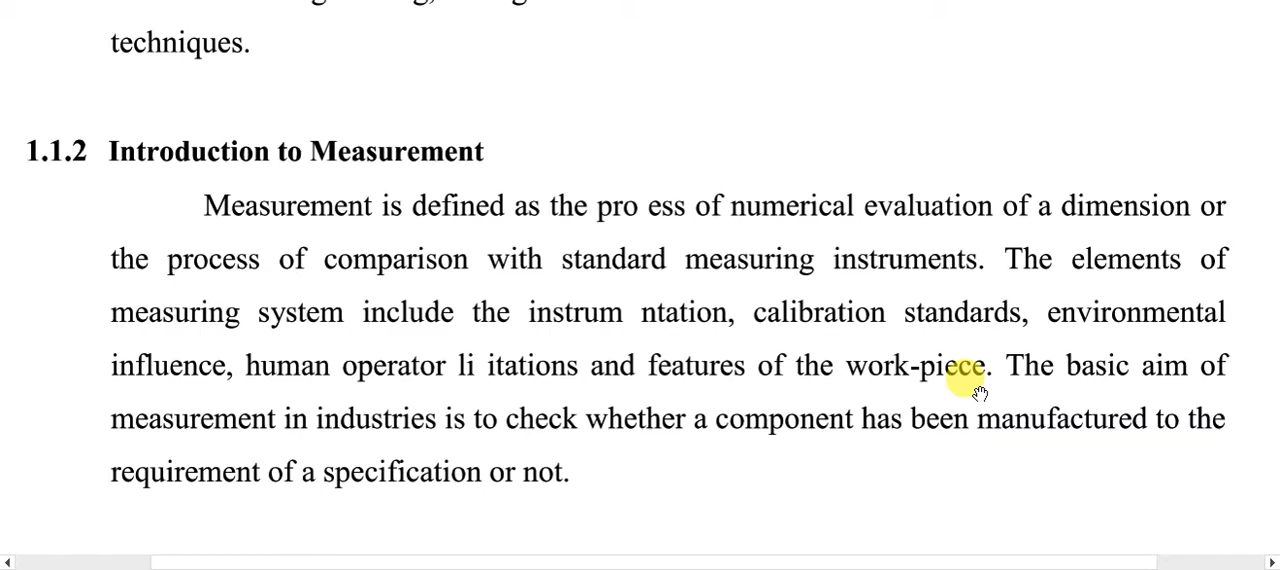 techniques.
1.1.2 Introduction to Measurement
Measurement is defined as the pro ess of numerical evaluation of a dimension or
the process of comparison with standard measuring instruments. The elements of
measuring system include the instrum ntation, calibration standards, environmental
influence, human operator li itations and features of the work-piece. The basic aim of
measurement in industries is to check whether a component has been manufactured to the
requirement of a specification or not.